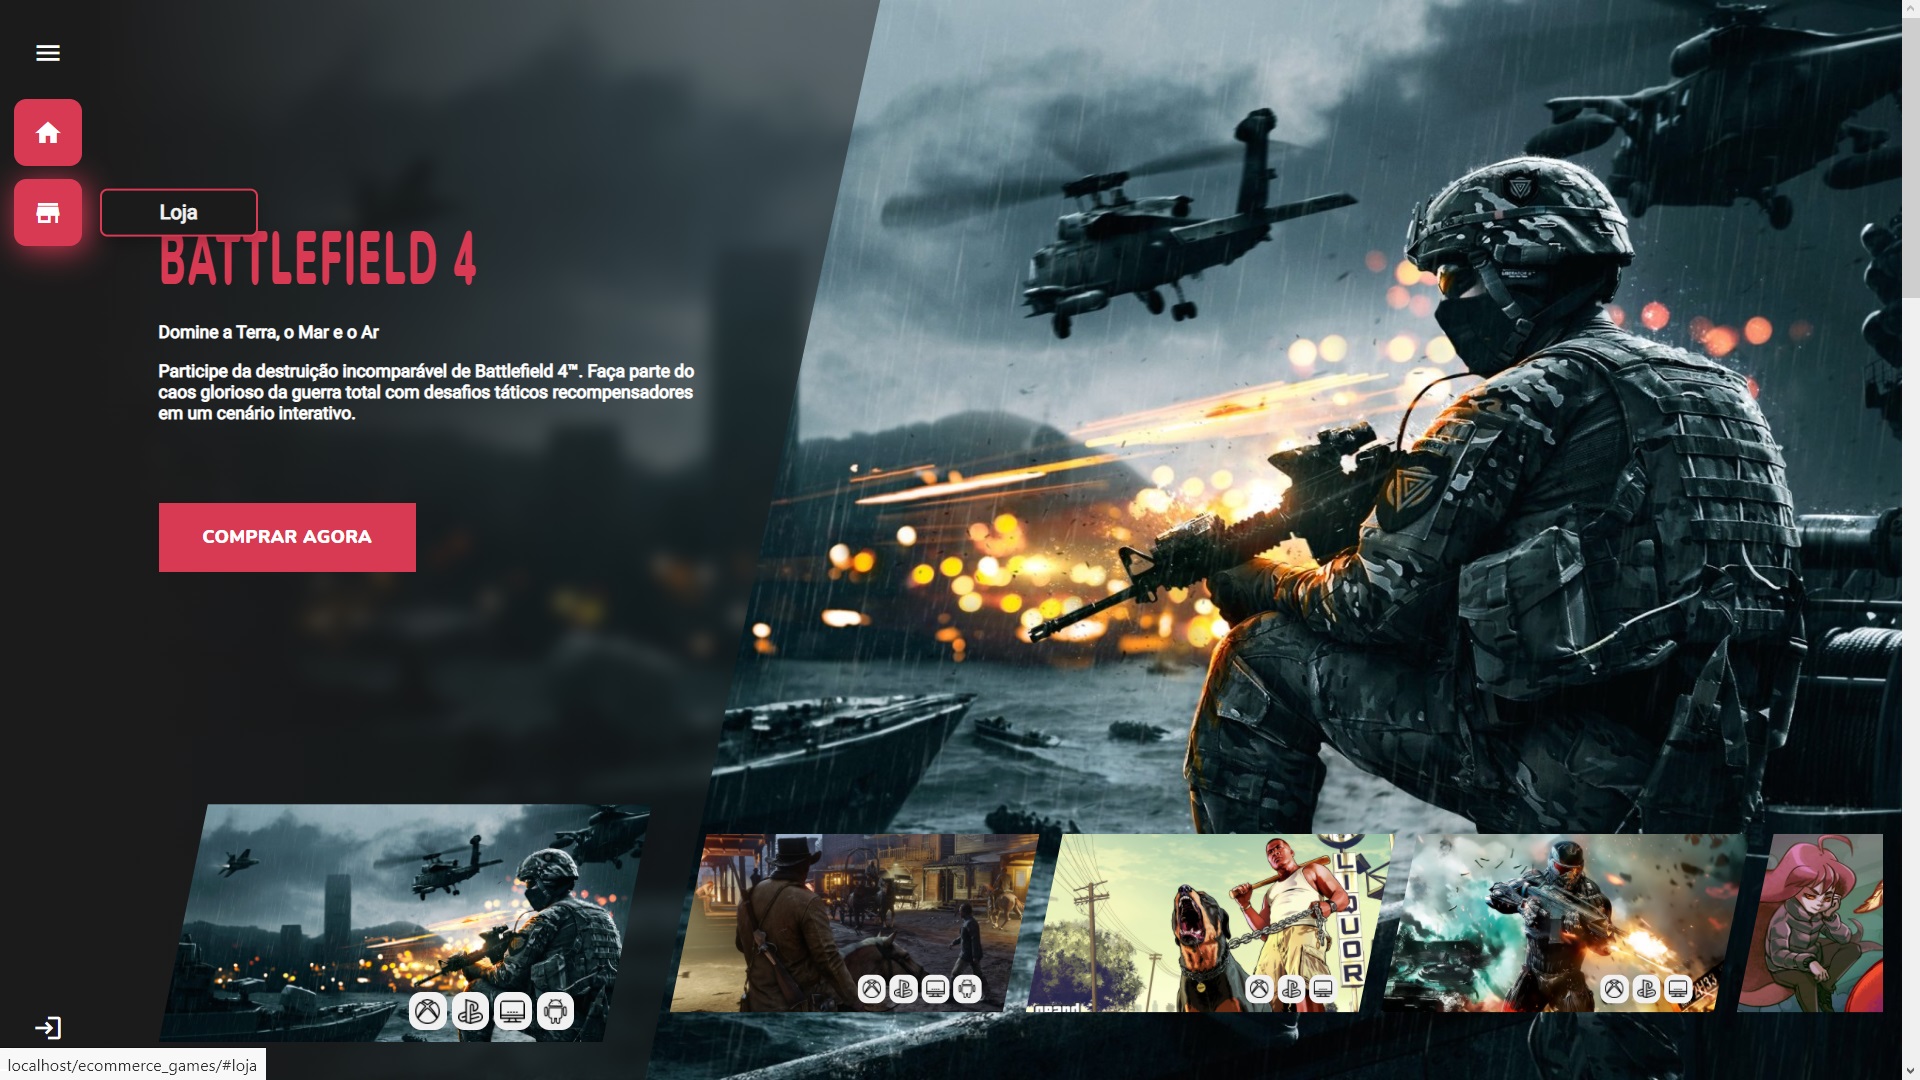 Loja
BATTLEFIELD 4
Domine a Terra, o Mar e o Ar
Participe da destruição incomparável de Battlefield 4™. Faça parte do
caos glorioso da guerra total com desafios táticos recompensadores
em um cenário interativo.
COMPRAR AGORA
LIQUOR
grand
localhost/ecommerce_games/#loja